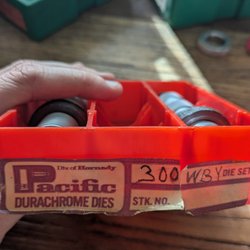 Div. of Hornady
Pacific
DURACHROME DIES
300 WBY DIE SET
STK. NO.